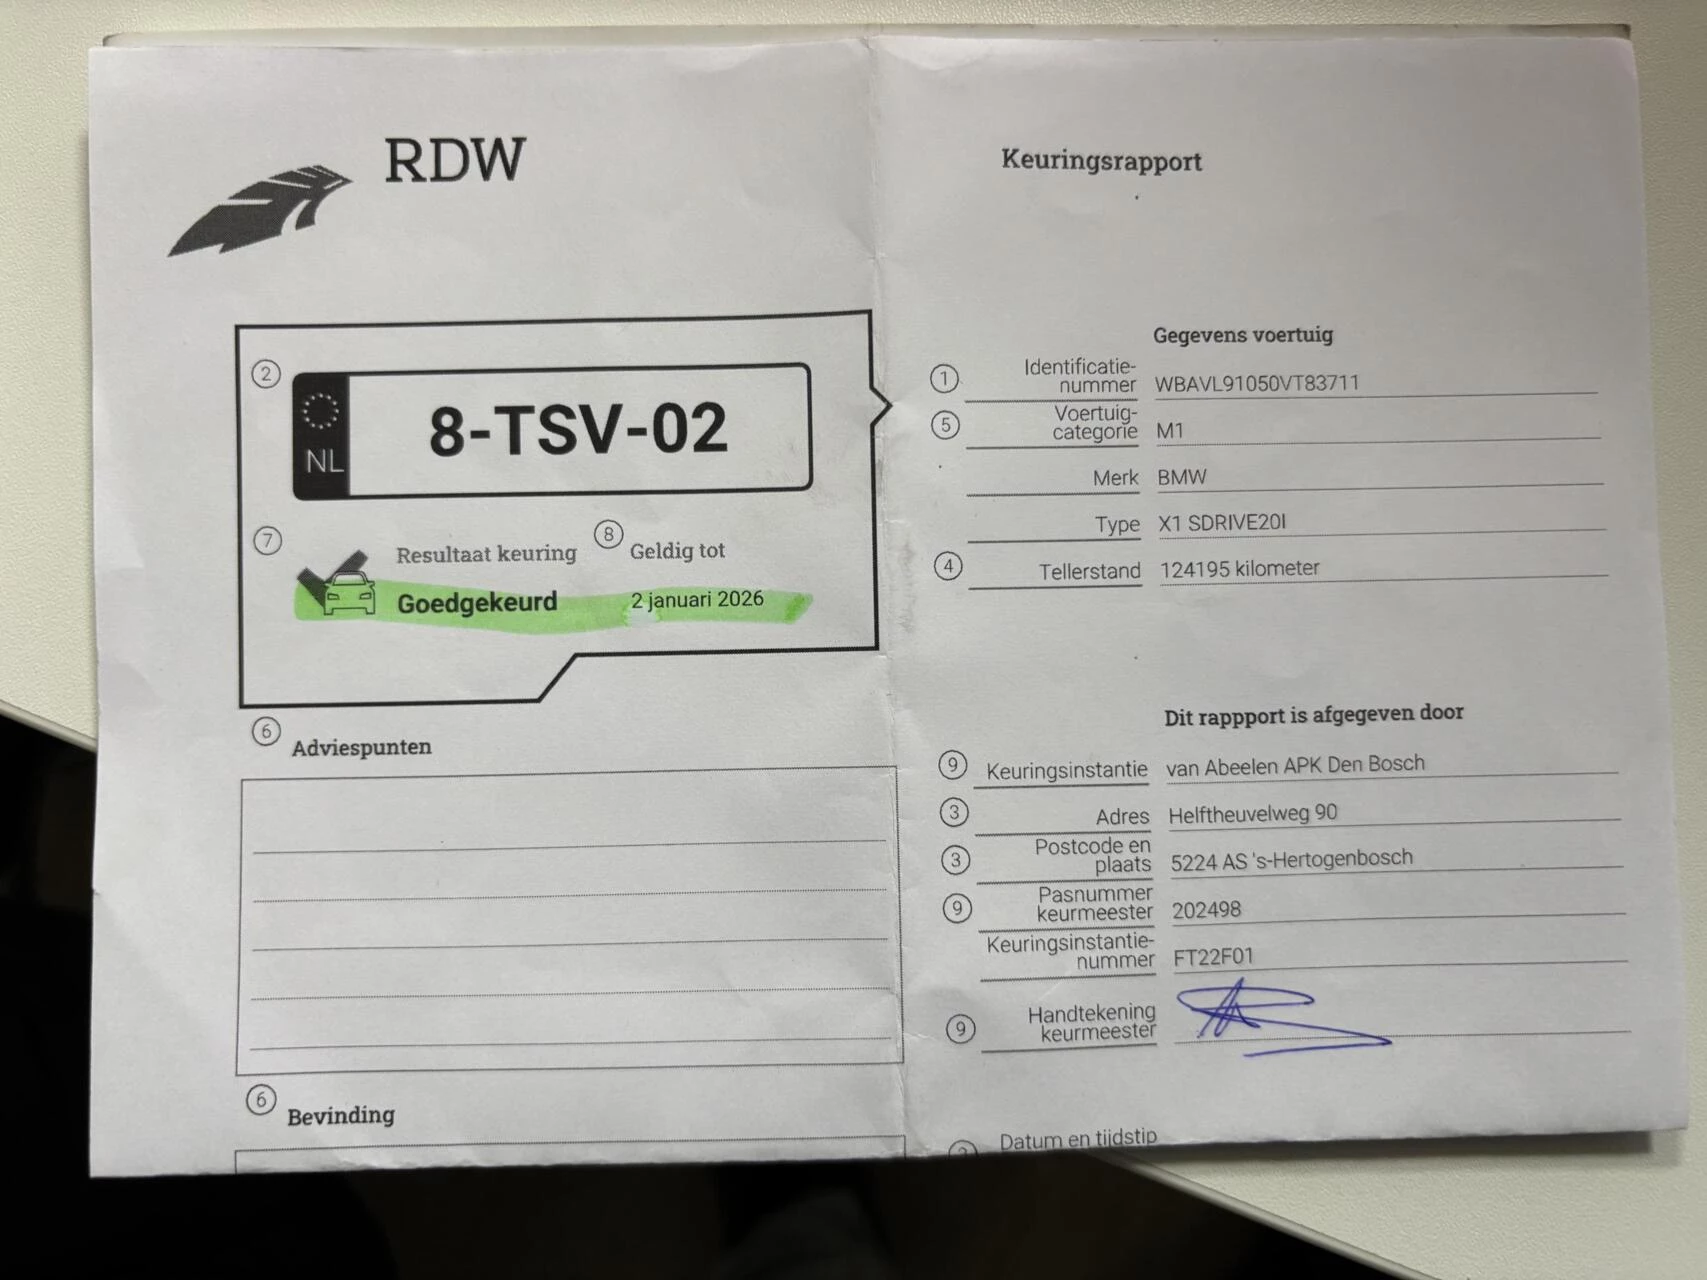 RDW
Keuringsrapport
2
NL
8-TSV-02
7
Resultaat keuring
8
Geldig tot
Goedgekeurd
2 januari 2026
6
Adviespunten
6
Bevinding
Gegevens voertuig
1
Identificatie-
nummer WBAVL91050VT83711
5
Voertuig-
categorie M1
Merk BMW
Type X1 SDRIVE20I
4 Tellerstand 124195 kilometer
Dit rappport is afgegeven door
9 Keuringsinstantie van Abeelen APK Den Bosch
3 Adres Helftheuvelweg 90
3
Postcode en
plaats 5224 AS 's-Hertogenbosch
9
Pasnummer
keurmeester 202498
Keuringsinstantie-
nummer FT22F01
9
Handtekening
keurmeester
Datum en tijdstip